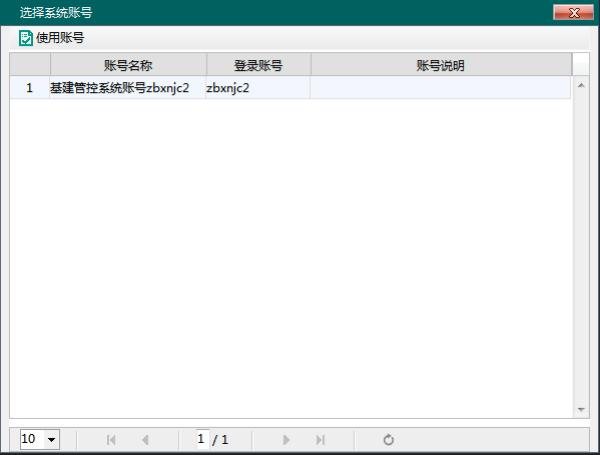 选择系统账号
使用账号
账号名称 登录账号 账号说明
1 基建管控系统账号zbxnjc2 zbxnjc2
10 1 / 1